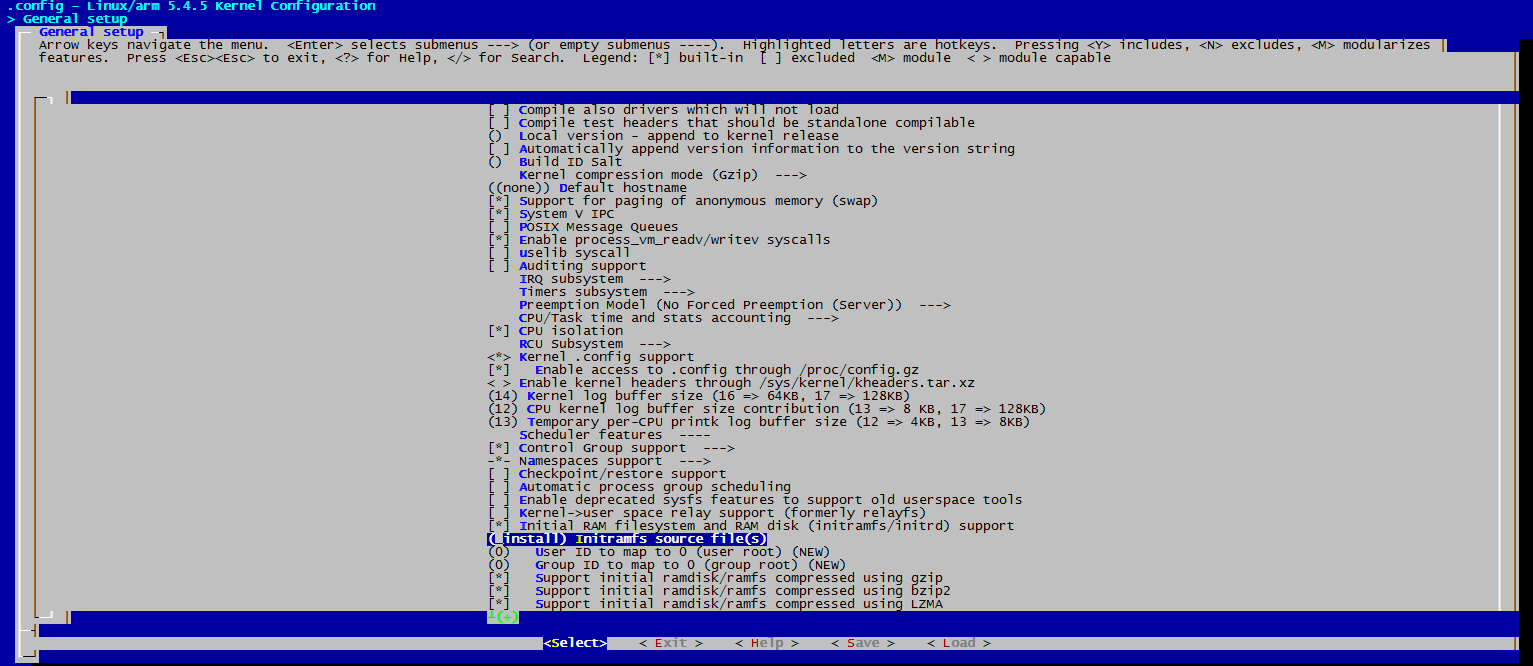 .config - Linux/arm 5.4.5 Kernel Configuration
> General setup
General setup
Arrow keys navigate the menu.  <Enter> selects submenus ---> (or empty submenus ----).  Highlighted letters are hotkeys.  Pressing <Y> includes, <N> excludes, <M> modularizes
features.  Press <Esc><Esc> to exit, <?> for Help, </> for Search.  Legend: [*] built-in  [ ] excluded  <M> module  < > module capable
[ ] Compile also drivers which will not load
[ ] Compile test headers that should be standalone compilable
()  Local version - append to kernel release
[ ] Automatically append version information to the version string
()  Build ID Salt
Kernel compression mode (Gzip)  --->
((none)) Default hostname
[*] Support for paging of anonymous memory (swap)
[*] System V IPC
[ ] POSIX Message Queues
[*] Enable process_vm_readv/writev syscalls
[ ] uselib syscall
[ ] Auditing support
IRQ subsystem  --->
Timers subsystem  --->
Preemption Model (No Forced Preemption (Server))  --->
CPU/Task time and stats accounting  --->
[*] CPU isolation
RCU Subsystem  --->
<*> Kernel .config support
[*]   Enable access to .config through /proc/config.gz
< > Enable kernel headers through /sys/kernel/kheaders.tar.xz
(14) Kernel log buffer size (16 => 64KB, 17 => 128KB)
(12) CPU kernel log buffer size contribution (13 => 8 KB, 17 => 128KB)
(13) Temporary per-CPU printk log buffer size (12 => 4KB, 13 => 8KB)
Scheduler features  ----
[*] Control Group support  --->
-*- Namespaces support  --->
[ ] Checkpoint/restore support
[ ] Automatic process group scheduling
[ ] Enable deprecated sysfs features to support old userspace tools
[ ] Kernel->user space relay support (formerly relayfs)
[*] Initial RAM filesystem and RAM disk (initramfs/initrd) support
(_install) Initramfs source file(s)
(0)   User ID to map to 0 (user root) (NEW)
(0)   Group ID to map to 0 (group root) (NEW)
[*]   Support initial ramdisk/ramfs compressed using gzip
[*]   Support initial ramdisk/ramfs compressed using bzip2
[*]   Support initial ramdisk/ramfs compressed using LZMA
(+)
<Select>    < Exit >    < Help >    < Save >    < Load >